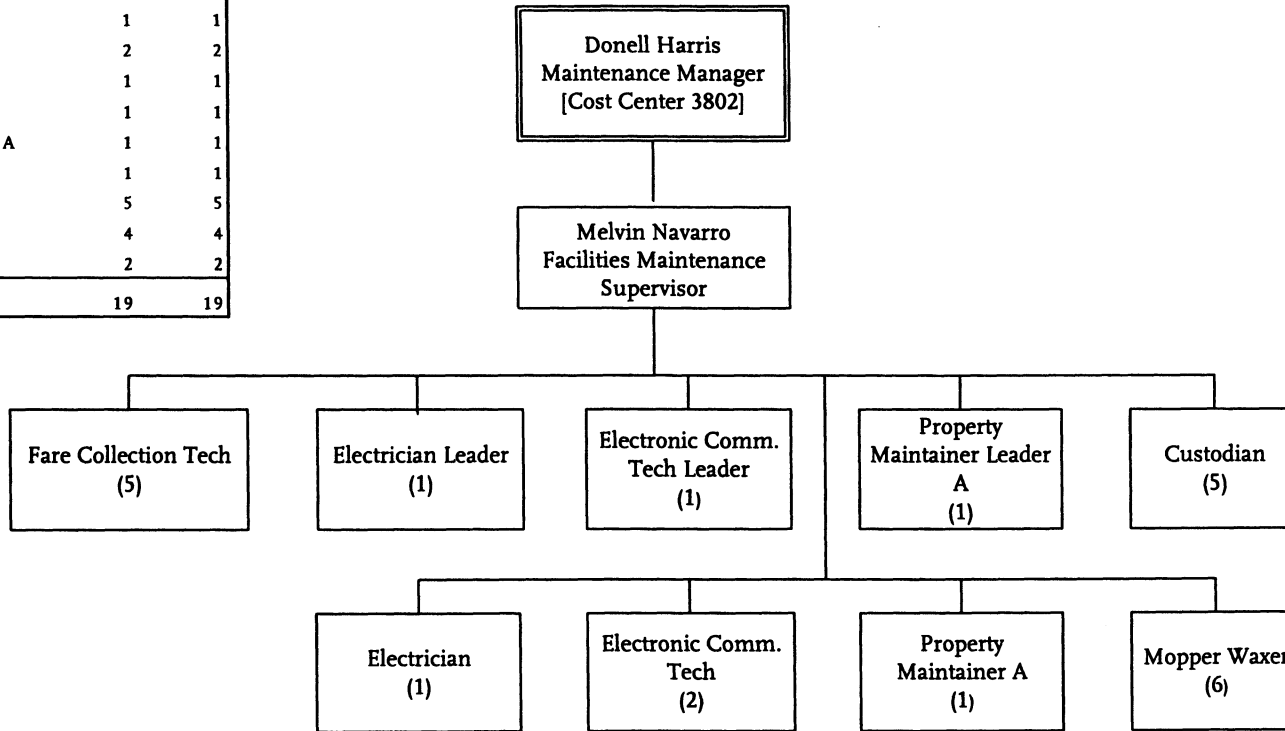 1 1
2 2
1 1
1 1
A 1 1
1 1
5 5
4 4
2 2
19 19
Donell Harris
Maintenance Manager
[Cost Center 3802]
Melvin Navarro
Facilities Maintenance
Supervisor
Fare Collection Tech
(5)
Electrician Leader
(1)
Electronic Comm.
Tech Leader
(1)
Property
Maintainer Leader
A
(1)
Custodian
(5)
Electrician
(1)
Electronic Comm.
Tech
(2)
Property
Maintainer A
(1)
Mopper Waxer
(6)